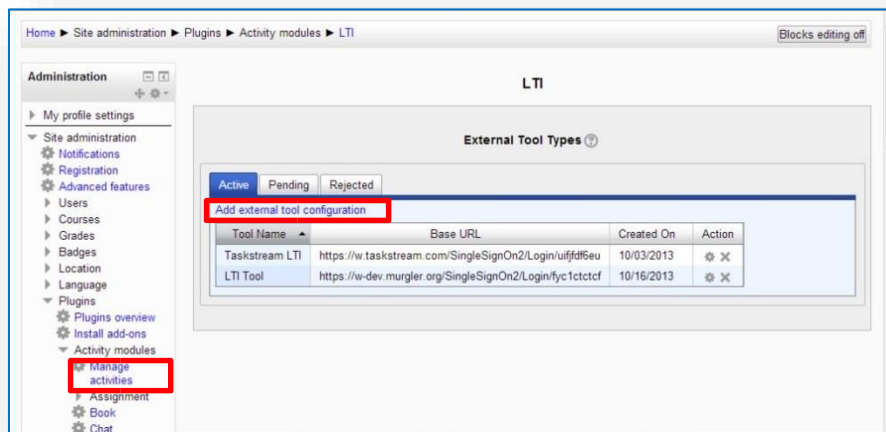 Home ► Site administration ► Plugins ► Activity modules ► LTI
Blocks editing off
Administration
My profile settings
Site administration
Notifications
Registration
Advanced features
Users
Courses
Grades
Badges
Location
Language
Plugins
Plugins overview
Install add-ons
Activity modules
Manage
activities
Assignment
Book
Chat
LTI
External Tool Types
Active Pending Rejected
Add external tool configuration
Tool Name Base URL Created On Action
Taskstream LTI https://w.taskstream.com/SingleSignOn2/Login/uifjfdf6eu 10/03/2013
LTI Tool https://w-dev.murgler.org/SingleSignOn2/Login/fyc1ctctcf 10/16/2013